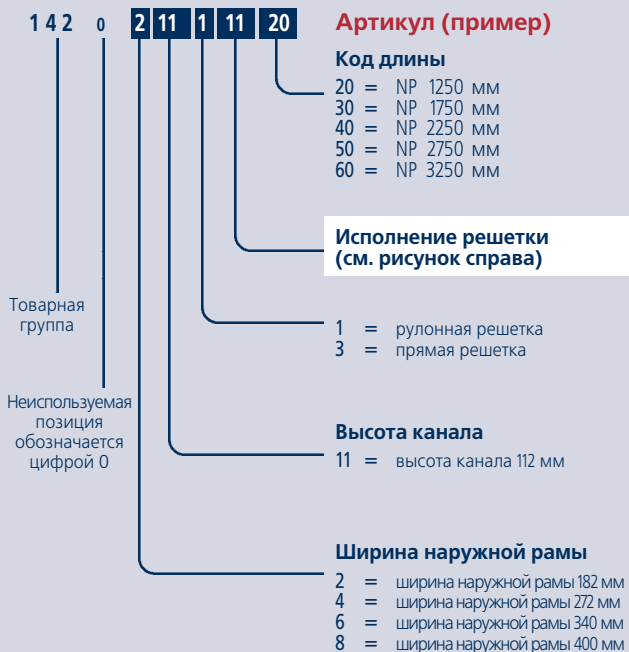 142 0 2 11 1 11 20
Артикул (пример)
Код длины
20 = NP 1250 мм
30 = NP 1750 мм
40 = NP 2250 мм
50 = NP 2750 мм
60 = NP 3250 мм
Исполнение решетки
(см. рисунок справа)
Товарная
группа
1 = рулонная решетка
3 = прямая решетка
Неиспользуемая
позиция
обозначается
цифрой 0
Высота канала
11 = высота канала 112 мм
Ширина наружной рамы
2 = ширина наружной рамы 182 мм
4 = ширина наружной рамы 272 мм
6 = ширина наружной рамы 340 мм
8 = ширина наружной рамы 400 мм